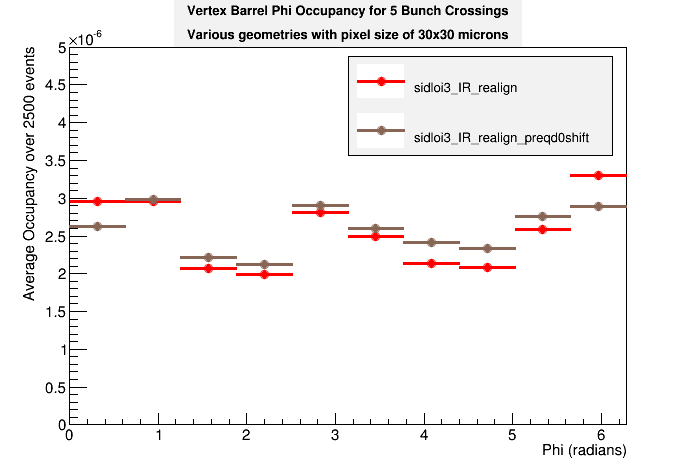 Vertex Barrel Phi Occupancy for 5 Bunch Crossings
Various geometries with pixel size of 30x30 microns
×10⁻⁶
sidloi3_IR_realign
sidloi3_IR_realign_preqd0shift
Average Occupancy over 2500 events
5
4.5
4
3.5
3
2.5
2
1.5
1
0.5
0
0 1 2 3 4 5 6
Phi (radians)